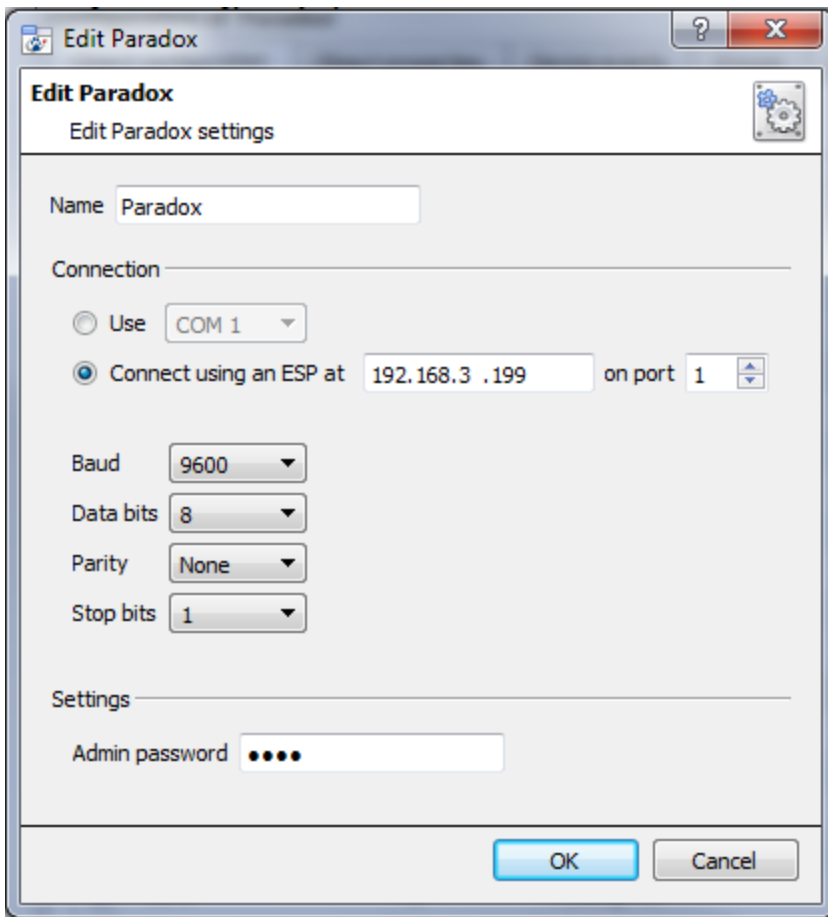 Edit Paradox
Edit Paradox
Edit Paradox settings
Name Paradox
Connection
Use COM 1
Connect using an ESP at 192.168.3 .199 on port 1
Baud 9600
Data bits 8
Parity None
Stop bits 1
Settings
Admin password ••••
OK Cancel